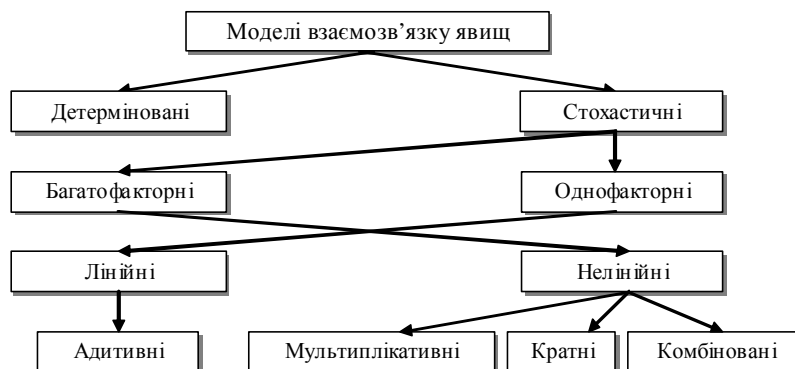 Моделі взаємозв’язку явищ
Детерміновані
Стохастичні
Багатофакторні
Однофакторні
Лінійні
Нелінійні
Адитивні
Мультиплікативні
Кратні
Комбіновані